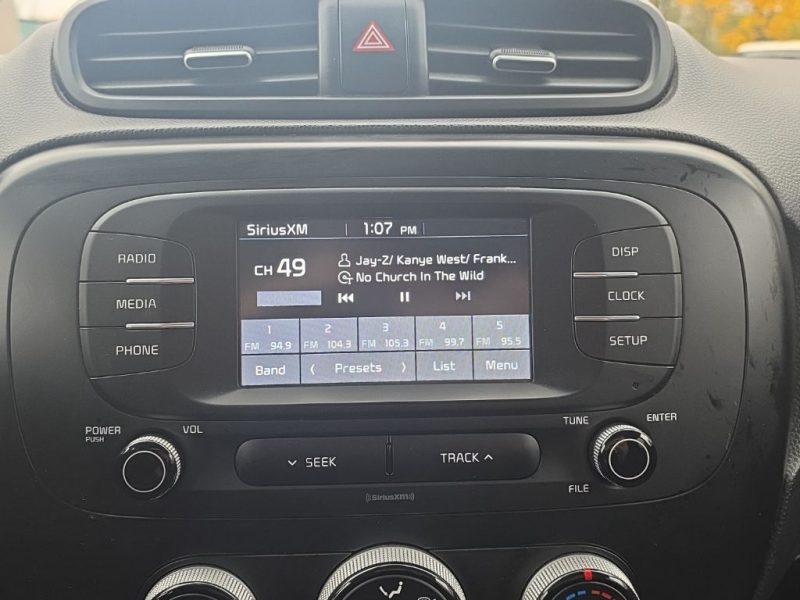 SiriusXM 1:07 PM
CH 49
Jay-Z/ Kanye West/ Frank...
No Church In The Wild
1 2 3 4 5
FM 94.9 FM 104.3 FM 105.3 FM 99.7 FM 95.5
Band Presets List Menu
RADIO
MEDIA
PHONE
DISP
CLOCK
SETUP
POWER
PUSH
VOL
SEEK
TRACK
TUNE
ENTER
FILE
SiriusXM